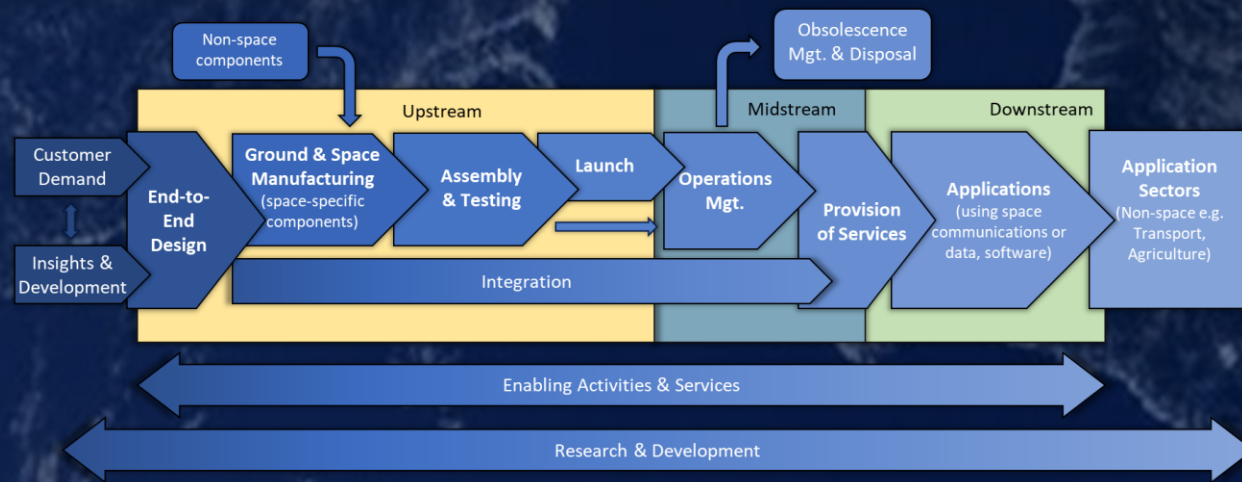 Non-space
components
Obsolescence
Mgt. & Disposal
Upstream
Midstream
Downstream
Customer
Demand
Insights &
Development
End-to-
End
Design
Ground & Space
Manufacturing
(space-specific
components)
Assembly
& Testing
Launch
Operations
Mgt.
Provision
of Services
Applications
(using space
communications or
data, software)
Application
Sectors
(Non-space e.g.
Transport,
Agriculture)
Integration
Enabling Activities & Services
Research & Development